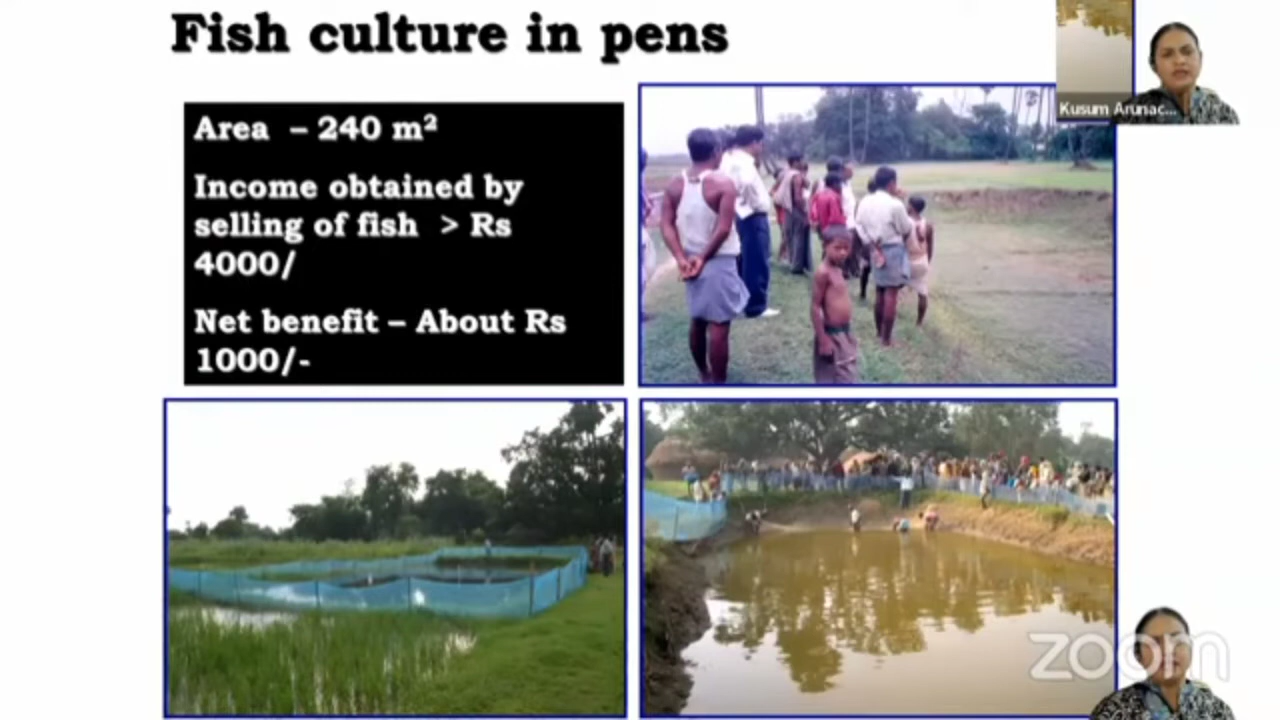 Fish culture in pens
Kusum Arunac...
Area – 240 m²
Income obtained by
selling of fish > Rs
4000/
Net benefit – About Rs
1000/-
zoom